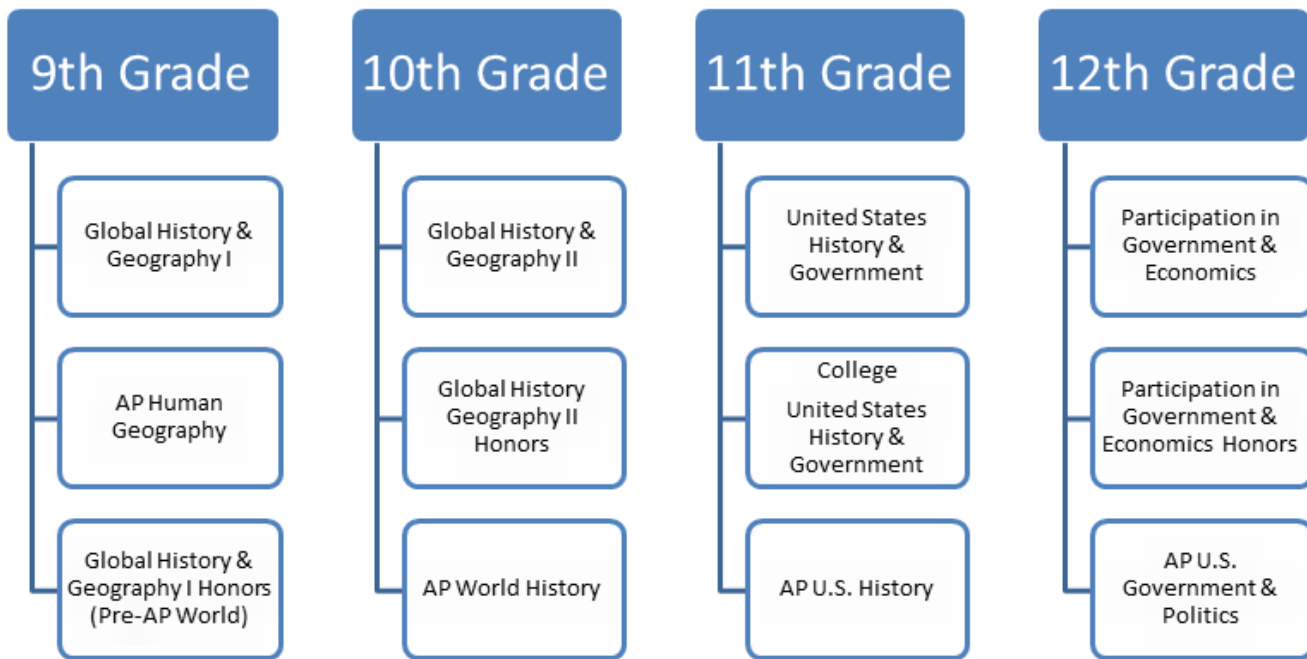 9th Grade
Global History &
Geography I
AP Human
Geography
Global History &
Geography I Honors
(Pre-AP World)
10th Grade
Global History &
Geography II
Global History
Geography II
Honors
AP World History
11th Grade
United States
History &
Government
College
United States
History &
Government
AP U.S. History
12th Grade
Participation in
Government &
Economics
Participation in
Government &
Economics Honors
AP U.S.
Government &
Politics